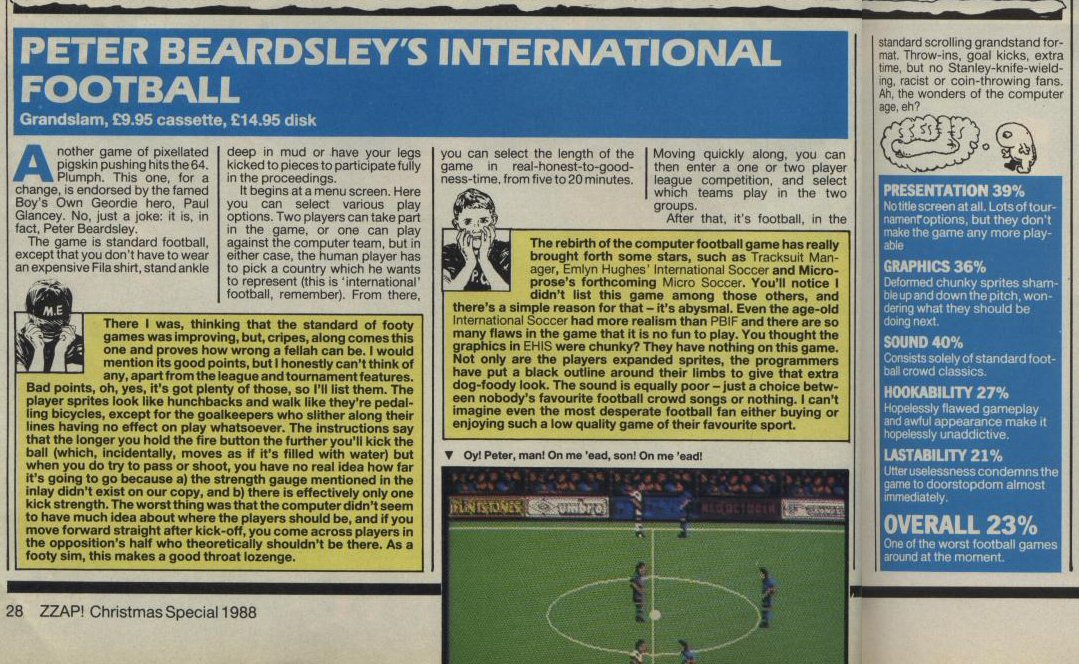 PETER BEARDSLEY'S INTERNATIONAL
FOOTBALL
Grandslam, £9.95 cassette, £14.95 disk
Another game of pixellated
pigskin pushing hits the 64.
Plumph. This one, for a
change, is endorsed by the famed
Boy's Own Geordie hero, Paul
Glancey. No, just a joke: it is, in
fact, Peter Beardsley.
The game is standard football,
except that you don't have to wear
an expensive Fila shirt, stand ankle
deep in mud or have your legs
kicked to pieces to participate fully
in the proceedings.
It begins at a menu screen. Here
you can select various play
options. Two players can take part
in the game, or one can play
against the computer team, but in
either case, the human player has
to pick a country which he wants
to represent (this is 'international'
football, remember). From there,
you can select the length of the
game in real-honest-to-good-
ness-time, from five to 20 minutes.
Moving quickly along, you can
then enter a one or two player
league competition, and select
which teams play in the two
groups.
After that, it's football, in the
standard scrolling grandstand for-
mat. Throw-ins, goal kicks, extra
time, but no Stanley-knife-wield-
ing, racist or coin-throwing fans.
Ah, the wonders of the computer
age, eh?
M.E
There I was, thinking that the standard of footy
games was improving, but, cripes, along comes this
one and proves how wrong a fellah can be. I would
mention its good points, but I honestly can't think of
any, apart from the league and tournament features.
Bad points, oh, yes, it's got plenty of those, so I'll list them. The
player sprites look like hunchbacks and walk like they're pedal-
ling bicycles, except for the goalkeepers who slither along their
lines having no effect on play whatsoever. The instructions say
that the longer you hold the fire button the further you'll kick the
ball (which, incidentally, moves as if it's filled with water) but
when you do try to pass or shoot, you have no real idea how far
it's going to go because a) the strength gauge mentioned in the
inlay didn't exist on our copy, and b) there is effectively only one
kick strength. The worst thing was that the computer didn't seem
to have much idea about where the players should be, and if you
move forward straight after kick-off, you come across players in
the opposition's half who theoretically shouldn't be there. As a
footy sim, this makes a good throat lozenge.
The rebirth of the computer football game has really
brought forth some stars, such as Tracksuit Man-
ager, Emlyn Hughes' International Soccer and Micro-
prose's forthcoming Micro Soccer. You'll notice I
didn't list this game among those others, and
there's a simple reason for that – it's abysmal. Even the age-old
International Soccer had more realism than PBIF and there are so
many flaws in the game that it is no fun to play. You thought the
graphics in EHIS were chunky? They have nothing on this game.
Not only are the players expanded sprites, the programmers
have put a black outline around their limbs to give that extra
dog-foody look. The sound is equally poor – just a choice betw-
een nobody's favourite football crowd songs or nothing. I can't
imagine even the most desperate football fan either buying or
enjoying such a low quality game of their favourite sport.
▼ Oy! Peter, man! On me 'ead, son! On me 'ead!
FLINTSTONES umbro
PRESENTATION 39%
No title screen at all. Lots of tour-
nament options, but they don't
make the game any more play-
able
GRAPHICS 36%
Deformed chunky sprites sham-
ble up and down the pitch, won-
dering what they should be
doing next.
SOUND 40%
Consists solely of standard foot-
ball crowd classics.
HOOKABILITY 27%
Hopelessly flawed gameplay
and awful appearance make it
hopelessly unaddictive.
LASTABILITY 21%
Utter uselessness condemns the
game to doorstopdom almost
immediately.
OVERALL 23%
One of the worst football games
around at the moment.
28 ZZAP! Christmas Special 1988